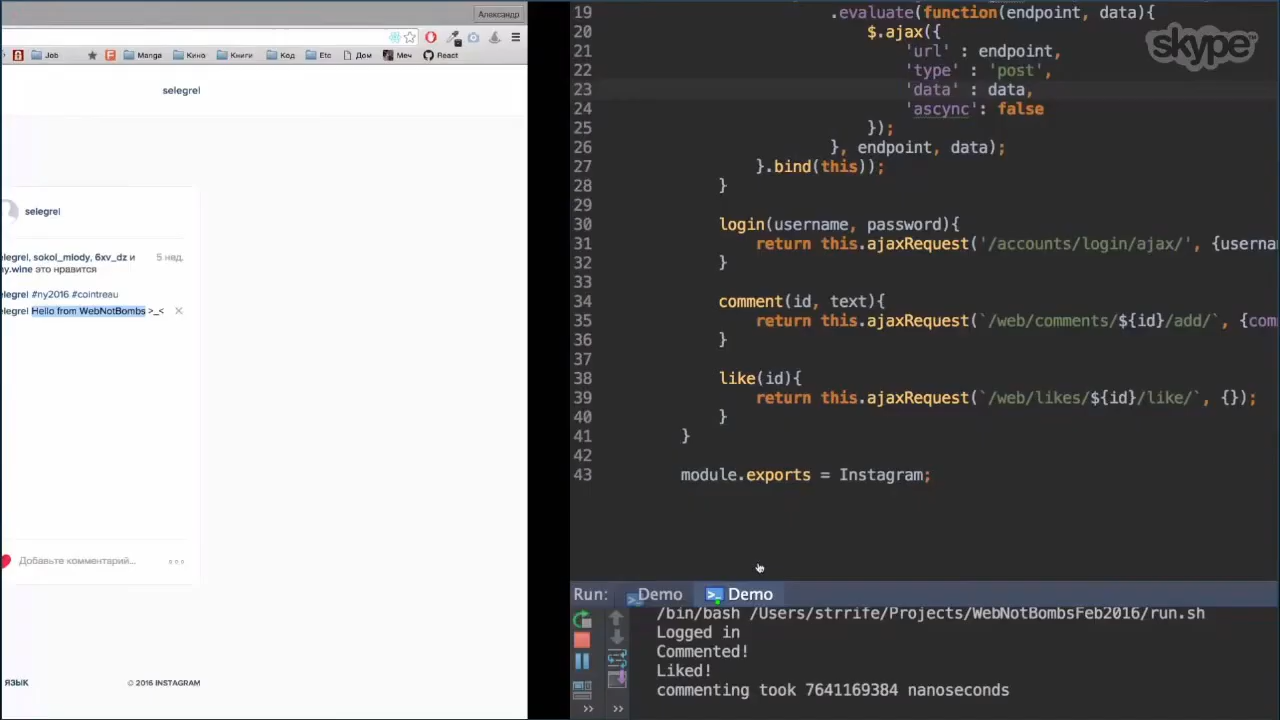 Александр
Job
Manga
Кино
Книги
Код
Etc
Дом
Меч
React
selegrel
selegrel
elegrel, sokol_mlody, 6xv_dz и
ny.wine это нравится
5 нед.
elegrel #ny2016 #cointreau
elegrel Hello from WebNotBombs >_<
Добавьте комментарий...
ЯЗЫК
© 2016 INSTAGRAM
skype™
19 .evaluate(function(endpoint, data){
20 $.ajax({
21 'url' : endpoint,
22 'type' : 'post',
23 'data' : data,
24 'ascync': false
25 });
26 }, endpoint, data);
27 }.bind(this));
28 }
29
30 login(username, password){
31 return this.ajaxRequest('/accounts/login/ajax/', {userna
32 }
33
34 comment(id, text){
35 return this.ajaxRequest(`/web/comments/${id}/add/`, {com
36 }
37
38 like(id){
39 return this.ajaxRequest(`/web/likes/${id}/like/`, {});
40 }
41 }
42
43 module.exports = Instagram;
Run: Demo Demo
/bin/bash /Users/strrife/Projects/WebNotBombsFeb2016/run.sh
Logged in
Commented!
Liked!
commenting took 7641169384 nanoseconds